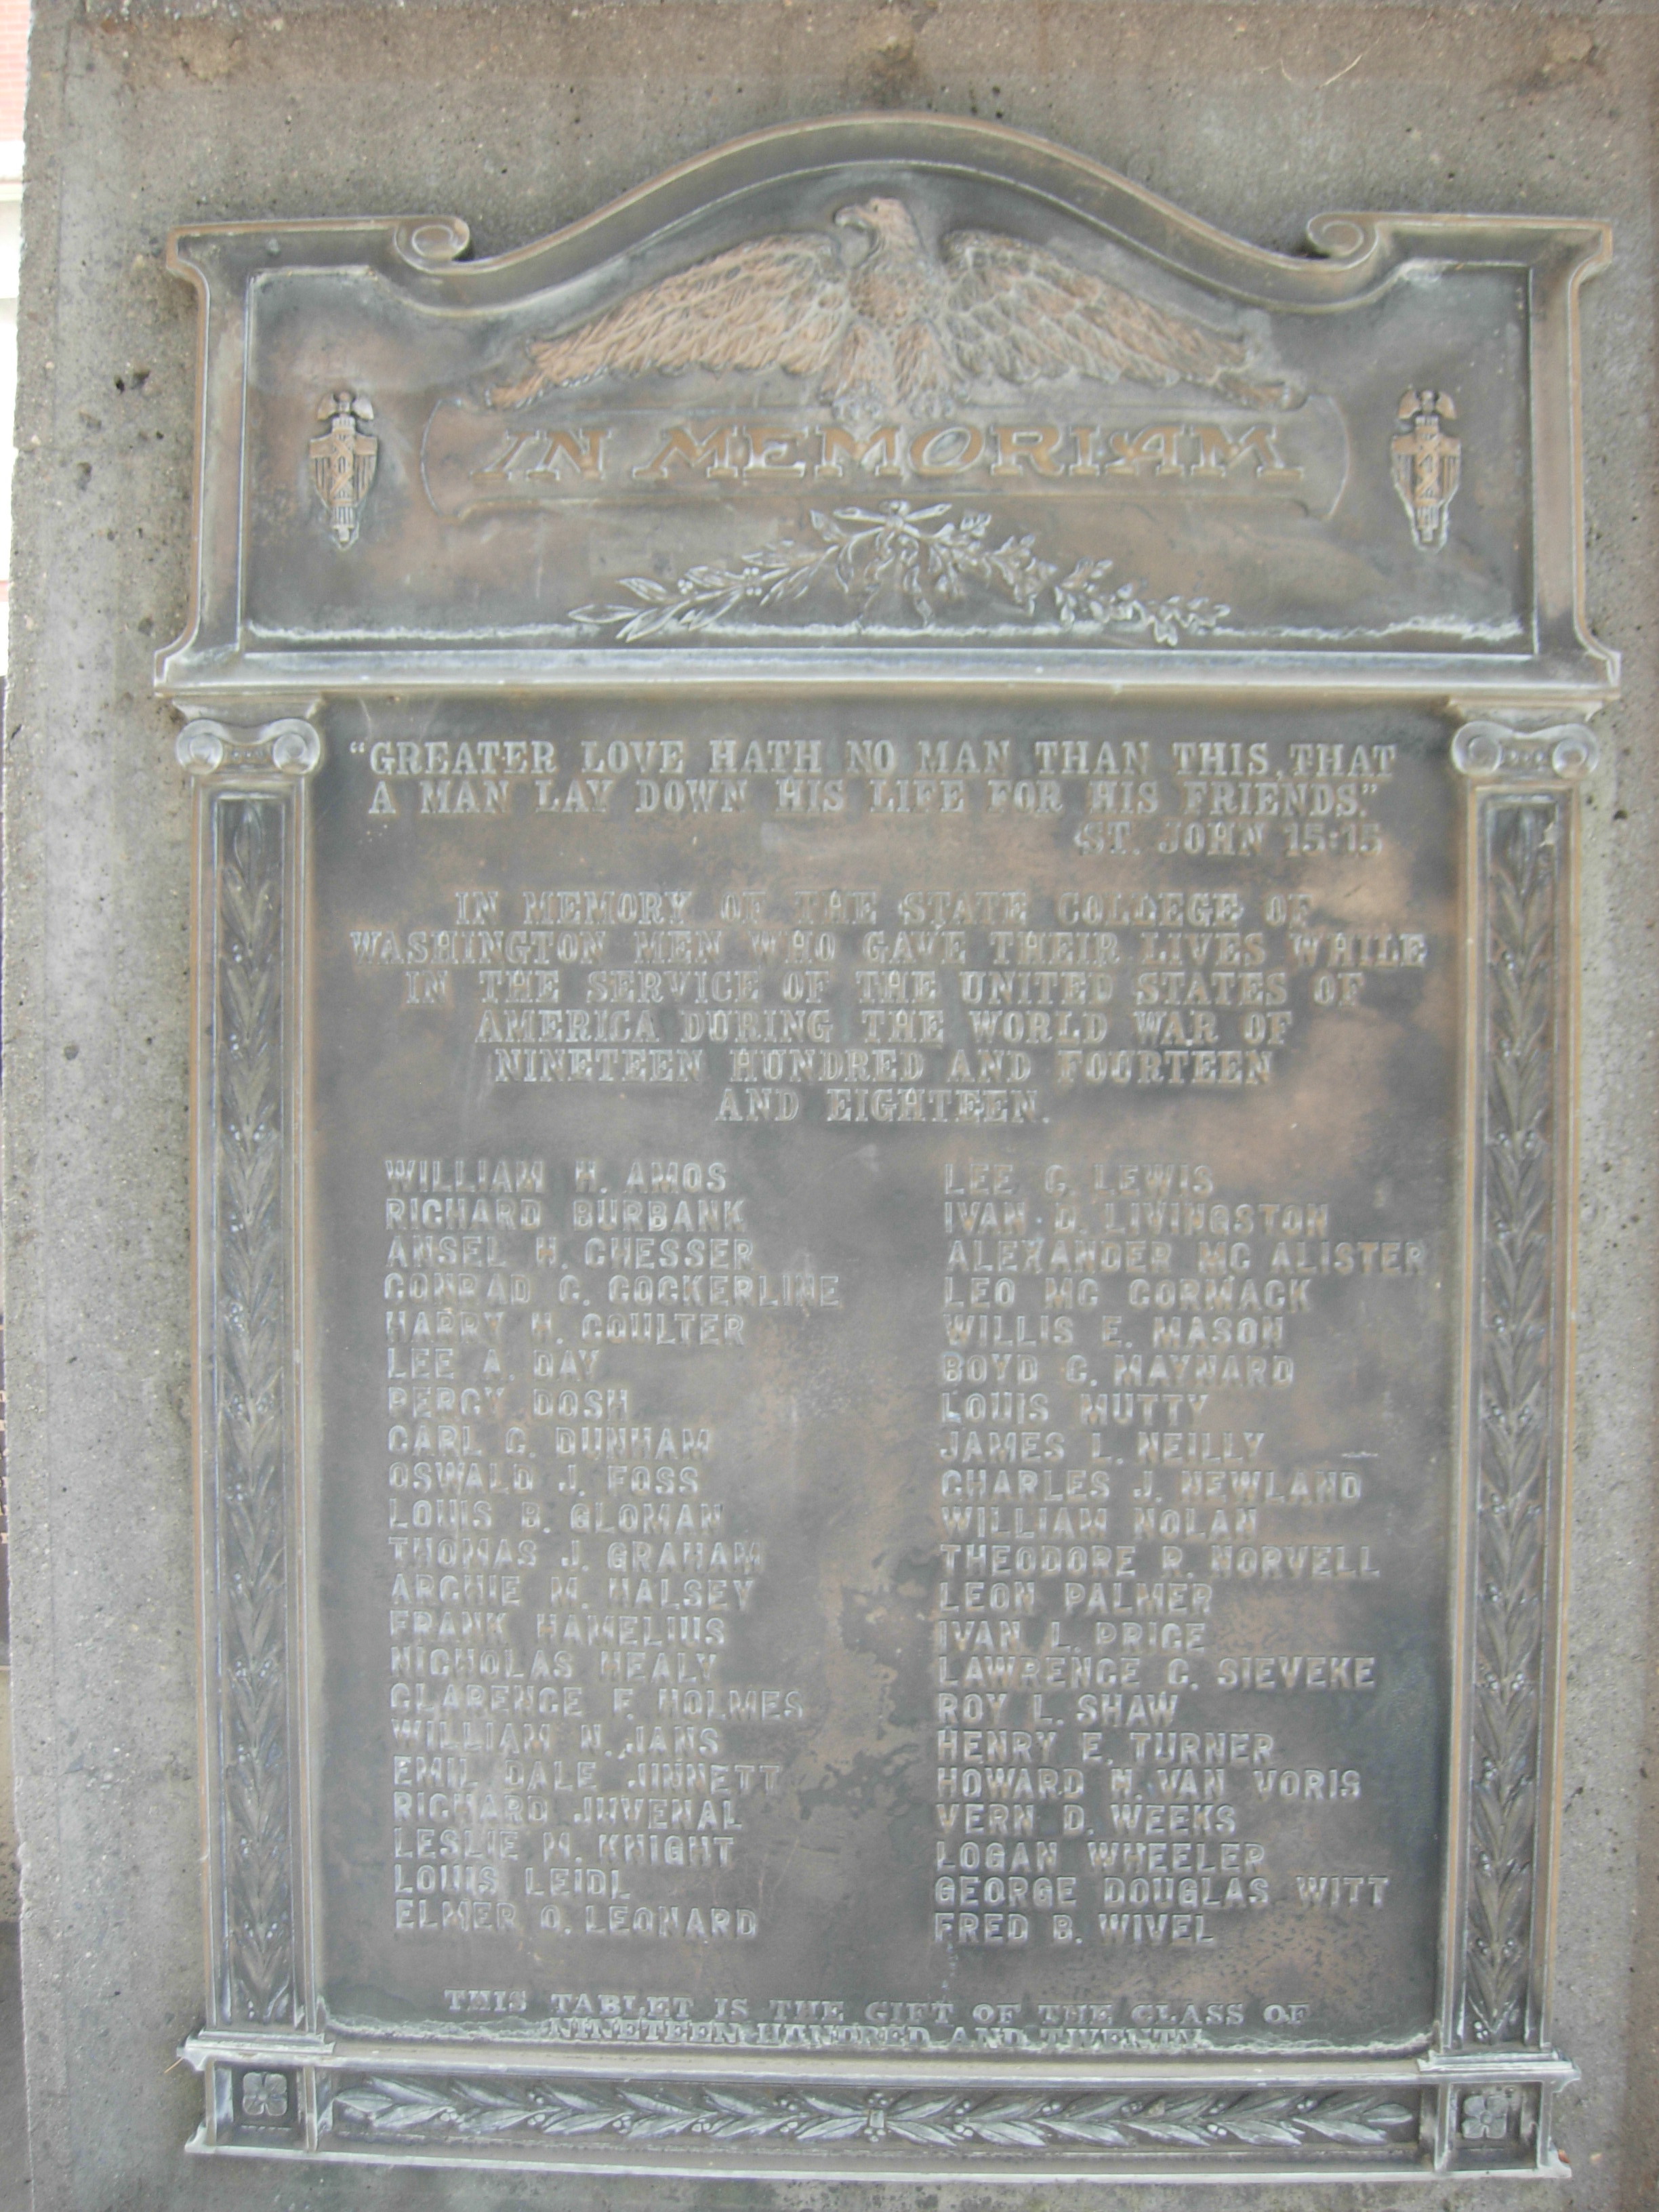 IN MEMORIAM
"GREATER LOVE HATH NO MAN THAN THIS, THAT
A MAN LAY DOWN HIS LIFE FOR HIS FRIENDS."
ST. JOHN 15:15
IN MEMORY OF THE STATE COLLEGE OF
WASHINGTON MEN WHO GAVE THEIR LIVES WHILE
IN THE SERVICE OF THE UNITED STATES OF
AMERICA DURING THE WORLD WAR OF
NINETEEN HUNDRED AND FOURTEEN
AND EIGHTEEN.
WILLIAM H. AMOS
RICHARD BURBANK
ANSEL H. CHESSER
CONRAD C. COCKERLINE
HARRY H. COULTER
LEE A. DAY
PERCY DOSH
CARL C. DUNHAM
OSWALD J. FOSS
LOUIS B. GLOMAN
THOMAS J. GRAHAM
ARCHIE M. HALSEY
FRANK HAMELIUS
NICHOLAS HEALY
CLARENCE F. HOLMES
WILLIAM N. JANS
EMIL DALE JINNETT
RICHARD JUVENAL
LESLIE M. KNIGHT
LOUIS LEIDL
ELMER O. LEONARD
LEE C. LEWIS
IVAN D. LIVINGSTON
ALEXANDER MC ALISTER
LEO MC CORMACK
WILLIS E. MASON
BOYD C. MAYNARD
LOUIS MUTTY
JAMES L. NEILLY
CHARLES J. NEWLAND
WILLIAM NOLAN
THEODORE R. NORVELL
LEON PALMER
IVAN L. PRICE
LAWRENCE C. SIEVEKE
ROY L. SHAW
HENRY E. TURNER
HOWARD H. VAN VORIS
VERN D. WEEKS
LOGAN WHEELER
GEORGE DOUGLAS WITT
FRED B. WIVEL
THIS TABLET IS THE GIFT OF THE CLASS OF
NINETEEN HUNDRED AND TWENTY